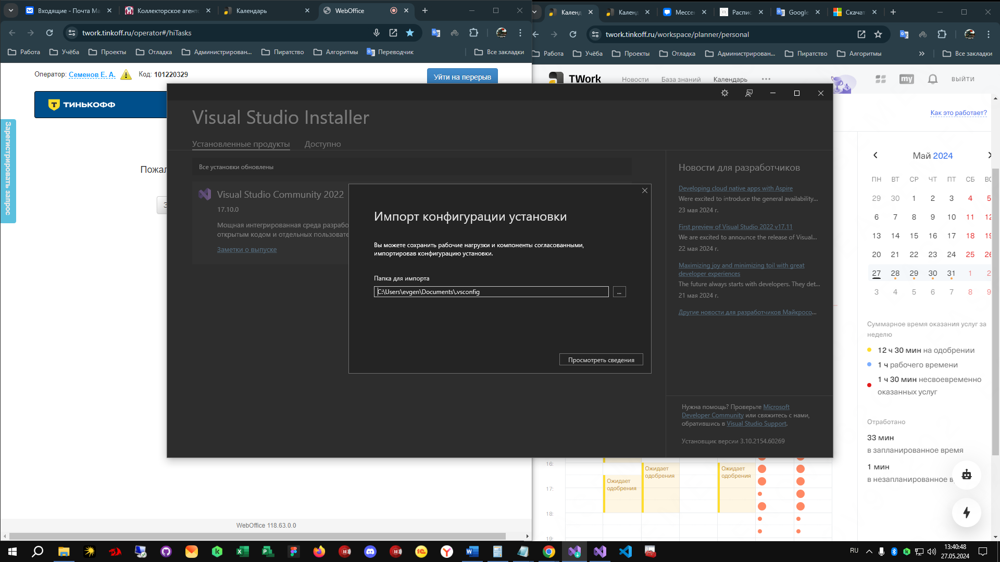 Входящие - Почта Ma
Коллекторское агент
Календарь
WebOffice
twork.tinkoff.ru/operator#/hiTasks
Работа
Учёба
Проекты
Отладка
Администрирован...
Пиратство
Алгоритмы
Переводчик
Все закладки
Календ
Календ
Мессе
Распис
Google
Скачат
twork.tinkoff.ru/workspace/planner/personal
Работа
Учёба
Проекты
Отладка
Администрирован...
Пиратство
Алгоритмы
Все закладки
Оператор: Семенов Е. А.
Код: 101220329
Уйти на перерыв
ТИНЬКОФФ
Зарегистрировать запрос
Пожал
З
WebOffice 118.63.0.0
TWork
Новости
База знаний
Календарь
my
ВЫЙТИ
Как это работает?
Май 2024
ПН ВТ СР ЧТ ПТ СБ ВС
29 30 1 2 3 4 5
6 7 8 9 10 11 12
13 14 15 16 17 18 19
20 21 22 23 24 25 26
27 28 29 30 31 1 2
3 4 5 6 7 8 9
Суммарное время оказания услуг за
неделю
12 ч 30 мин на одобрении
1 ч рабочего времени
1 ч 30 мин несвоевременно
оказанных услуг
Отработано
33 мин
в запланированное время
1 мин
в незапланированное в
16:
17:
18:
19:
Ожидает
одобрения
Ожидает
одобрения
Ожидает
одобрения
Visual Studio Installer
Установленные продукты
Доступно
Все установки обновлены
Visual Studio Community 2022
17.10.0
Мощная интегрированная среда разрабо
открытым кодом и отдельных пользовате
Заметки о выпуске
Импорт конфигурации установки
Вы можете сохранить рабочие нагрузки и компоненты согласованными,
импортировав конфигурацию установки.
Папка для импорта
C:\Users\evgen\Documents\.vsconfig
...
Просмотреть сведения
Новости для разработчиков
Developing cloud native apps with Aspire
Were excited to introduce the general availability...
23 мая 2024 г.
First preview of Visual Studio 2022 v17.11
We are excited to announce the release of Visual...
22 мая 2024 г.
Maximizing joy and minimizing toil with great
developer experiences
The future always starts with developers. They det...
21 мая 2024 г.
Другие новости для разработчиков Майкросо...
Нужна помощь? Проверьте Microsoft
Developer Community или свяжитесь с нами,
обратившись в Visual Studio Support.
Установщик версии 3.10.2154.60269
RU
13:40:48
27.05.2024